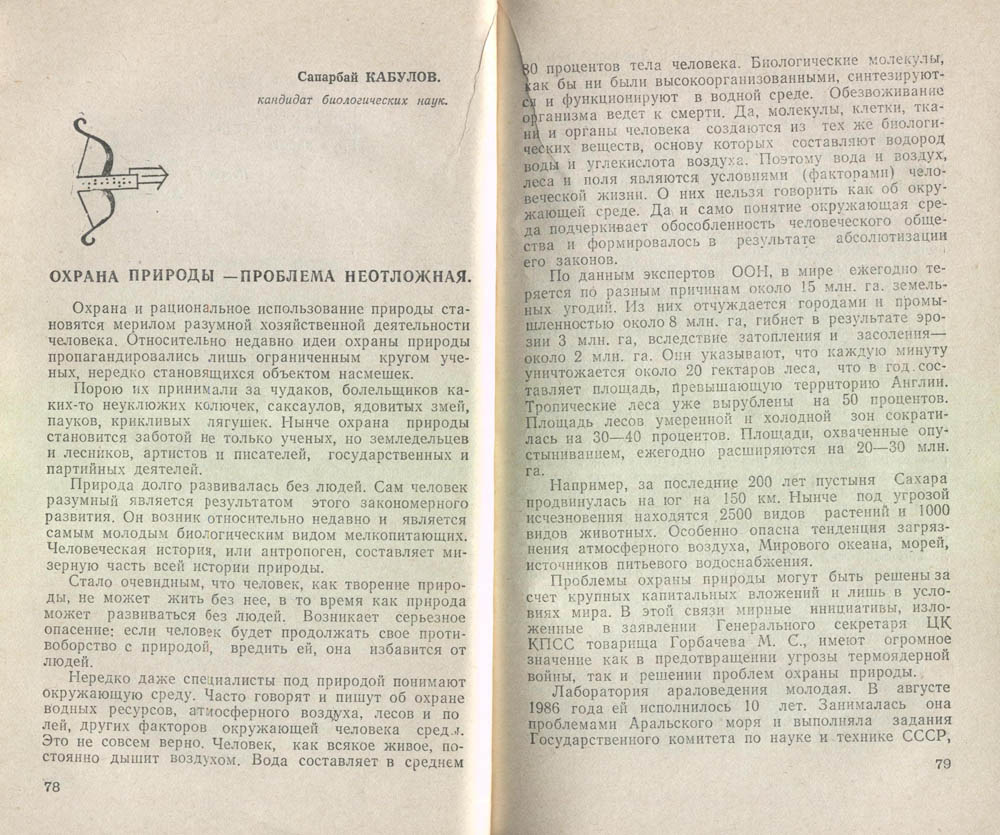 Сапарбай КАБУЛОВ.
кандидат биологических наук.
ОХРАНА ПРИРОДЫ —ПРОБЛЕМА НЕОТЛОЖНАЯ.
Охрана и рациональное использование природы ста-
новятся мерилом разумной хозяйственной деятельности
человека. Относительно недавно идеи охраны природы
пропагандировались лишь ограниченным кругом уче-
ных, нередко становящихся объектом насмешек.
Порою их принимали за чудаков, болельщиков ка-
ких-то неуклюжих колючек, саксаулов, ядовитых змей,
пауков, крикливых лягушек. Нынче охрана природы
становится заботой не только ученых, но земледельцев
и лесников, артистов и писателей, государственных и
партийных деятелей.
Природа долго развивалась без людей. Сам человек
разумный является результатом этого закономерного
развития. Он возник относительно недавно и является
самым молодым биологическим видом мелкопитающих.
Человеческая история, или антропоген, составляет ми-
зерную часть всей истории природы.
Стало очевидным, что человек, как творение приро-
ды, не может жить без нее, в то время как природа
может развиваться без людей. Возникает серьезное
опасение: если человек будет продолжать свое проти-
воборство с природой, вредить ей, она избавится от
людей.
Нередко даже специалисты под природой понимают
окружающую среду. Часто говорят и пишут об охране
водных ресурсов, атмосферного воздуха, лесов и по
лей, других факторов окружающей человека среды.
Это не совсем верно. Человек, как всякое живое, по-
стоянно дышит воздухом. Вода составляет в среднем
78
80 процентов тела человека. Биологические молекулы,
как бы ни были высокоорганизованными, синтезируют-
ся и функционируют в водной среде. Обезвоживание
организма ведет к смерти. Да, молекулы, клетки, тка-
ни и органы человека создаются из тех же биологи-
ческих веществ, основу которых составляют водород
воды и углекислота воздуха. Поэтому вода и воздух,
леса и поля являются условиями (факторами) чело-
веческой жизни. О них нельзя говорить как об окру-
жающей среде. Да и само понятие окружающая сре-
да подчеркивает обособленность человеческого обще-
ства и формировалось в результате абсолютизации
его законов.
По данным экспертов ООН, в мире ежегодно те-
ряется по разным причинам около 15 млн. га. земель-
ных угодий. Из них отчуждается городами и промы-
шленностью около 8 млн. га, гибнет в результате эро-
зии 3 млн. га, вследствие затопления и засоления—
около 2 млн. га. Они указывают, что каждую минуту
уничтожается около 20 гектаров леса, что в год сос-
тавляет площадь, превышающую территорию Англии.
Тропические леса уже вырублены на 50 процентов.
Площадь лесов умеренной и холодной зон сократи-
лась на 30—40 процентов. Площади, охваченные опу-
стыниванием, ежегодно расширяются на 20—30 млн.
га.
Например, за последние 200 лет пустыня Сахара
продвинулась на юг на 150 км. Нынче под угрозой
исчезновения находятся 2500 видов растений и 1000
видов животных. Особенно опасна тенденция загряз-
нения атмосферного воздуха, Мирового океана, морей,
источников питьевого водоснабжения.
Проблемы охраны природы могут быть решены за
счет крупных капитальных вложений и лишь в усло-
виях мира. В этой связи мирные инициативы, изло-
женные в заявлении Генерального секретаря ЦК
КПСС товарища Горбачева М. С., имеют огромное
значение как в предотвращении угрозы термоядерной
войны, так и решении проблем охраны природы.
Лаборатория араловедения молодая. В августе
1986 года ей исполнилось 10 лет. Занималась она
проблемами Аральского моря и выполняла задания
Государственного комитета по науке и технике СССР,
79